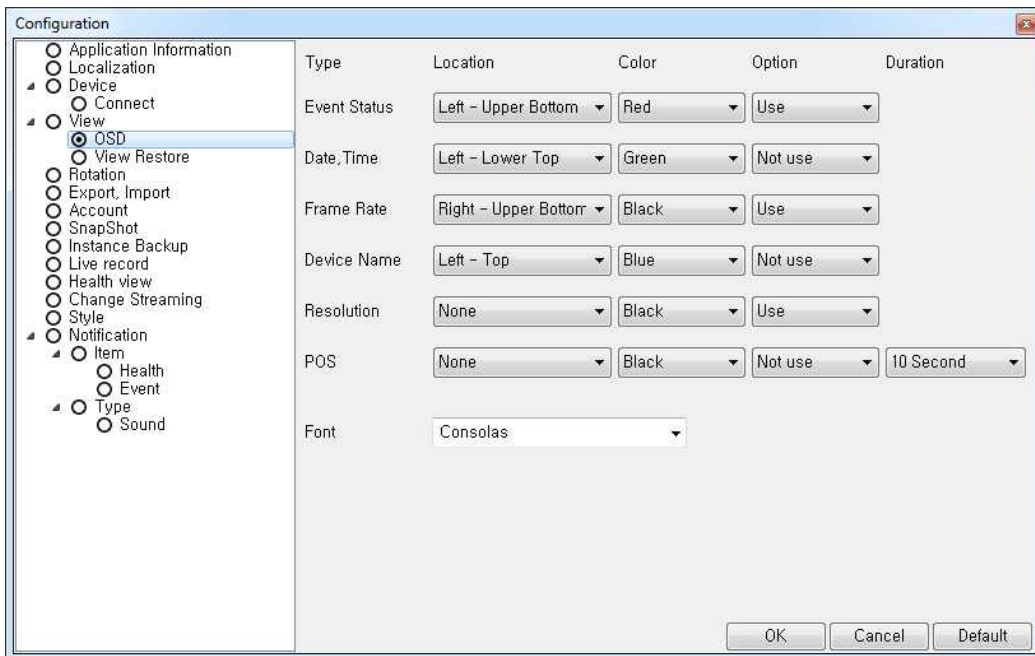 Configuration
Application Information
Localization
Device
Connect
View
OSD
View Restore
Rotation
Export, Import
Account
SnapShot
Instance Backup
Live record
Health view
Change Streaming
Style
Notification
Item
Health
Event
Type
Sound
Type Location Color Option Duration
Event Status Left - Upper Bottom Red Use
Date,Time Left - Lower Top Green Not use
Frame Rate Right - Upper Bottom Black Use
Device Name Left - Top Blue Not use
Resolution None Black Use
POS None Black Not use 10 Second
Font Consolas
OK Cancel Default